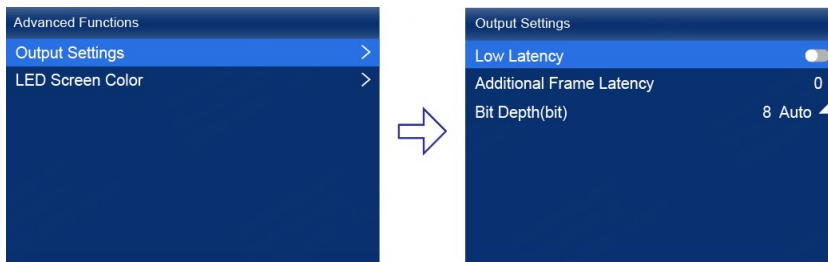 Advanced Functions
Output Settings
LED Screen Color
Output Settings
Low Latency
Additional Frame Latency 0
Bit Depth(bit) 8 Auto